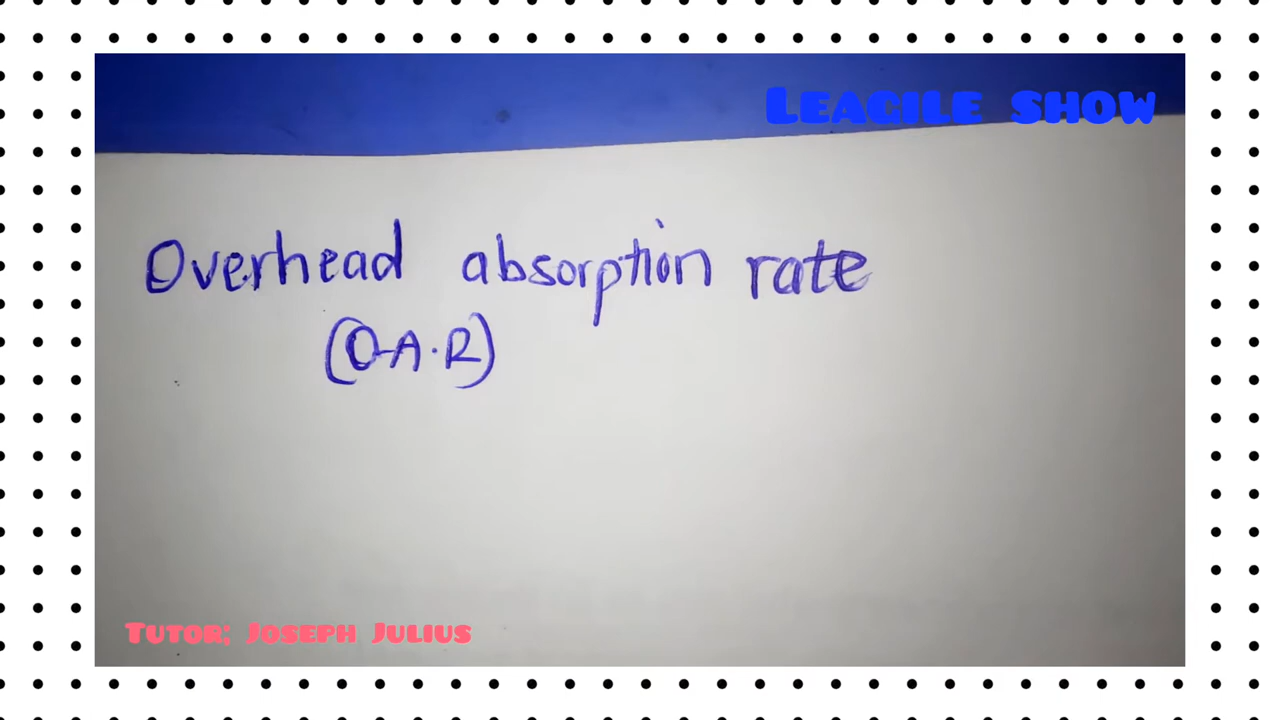 LEAGILE SHOW
Overhead absorption rate
(O.A.R)
TUTOR; JOSEPH JULIUS